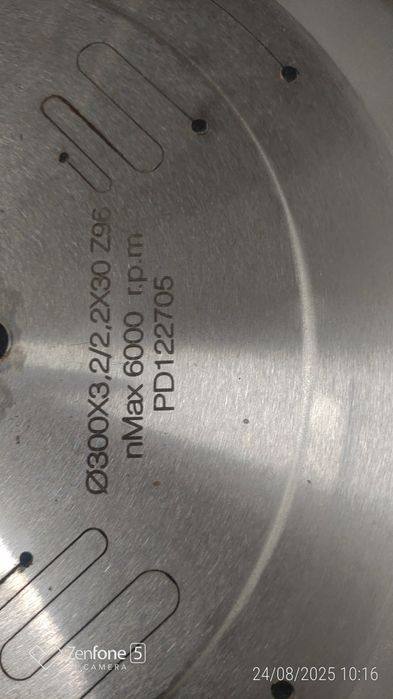 Ø300X3,2/2,2X30 Z96
nMax 6000 r.p.m
PD122705
Zenfone 5
CAMERA
24/08/2025 10:16